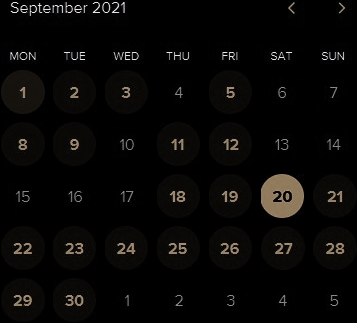 September 2021
MON TUE WED THU FRI SAT SUN
1 2 3 4 5 6 7
8 9 10 11 12 13 14
15 16 17 18 19 20 21
22 23 24 25 26 27 28
29 30 1 2 3 4 5